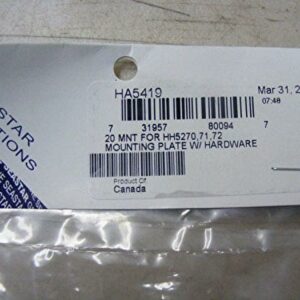 HA5419
Mar 31, 2
07:48
7 31957 80094 7
20 MNT FOR HH5270,71,72
MOUNTING PLATE W/ HARDWARE
Product Of:
Canada
STAR
TIONS